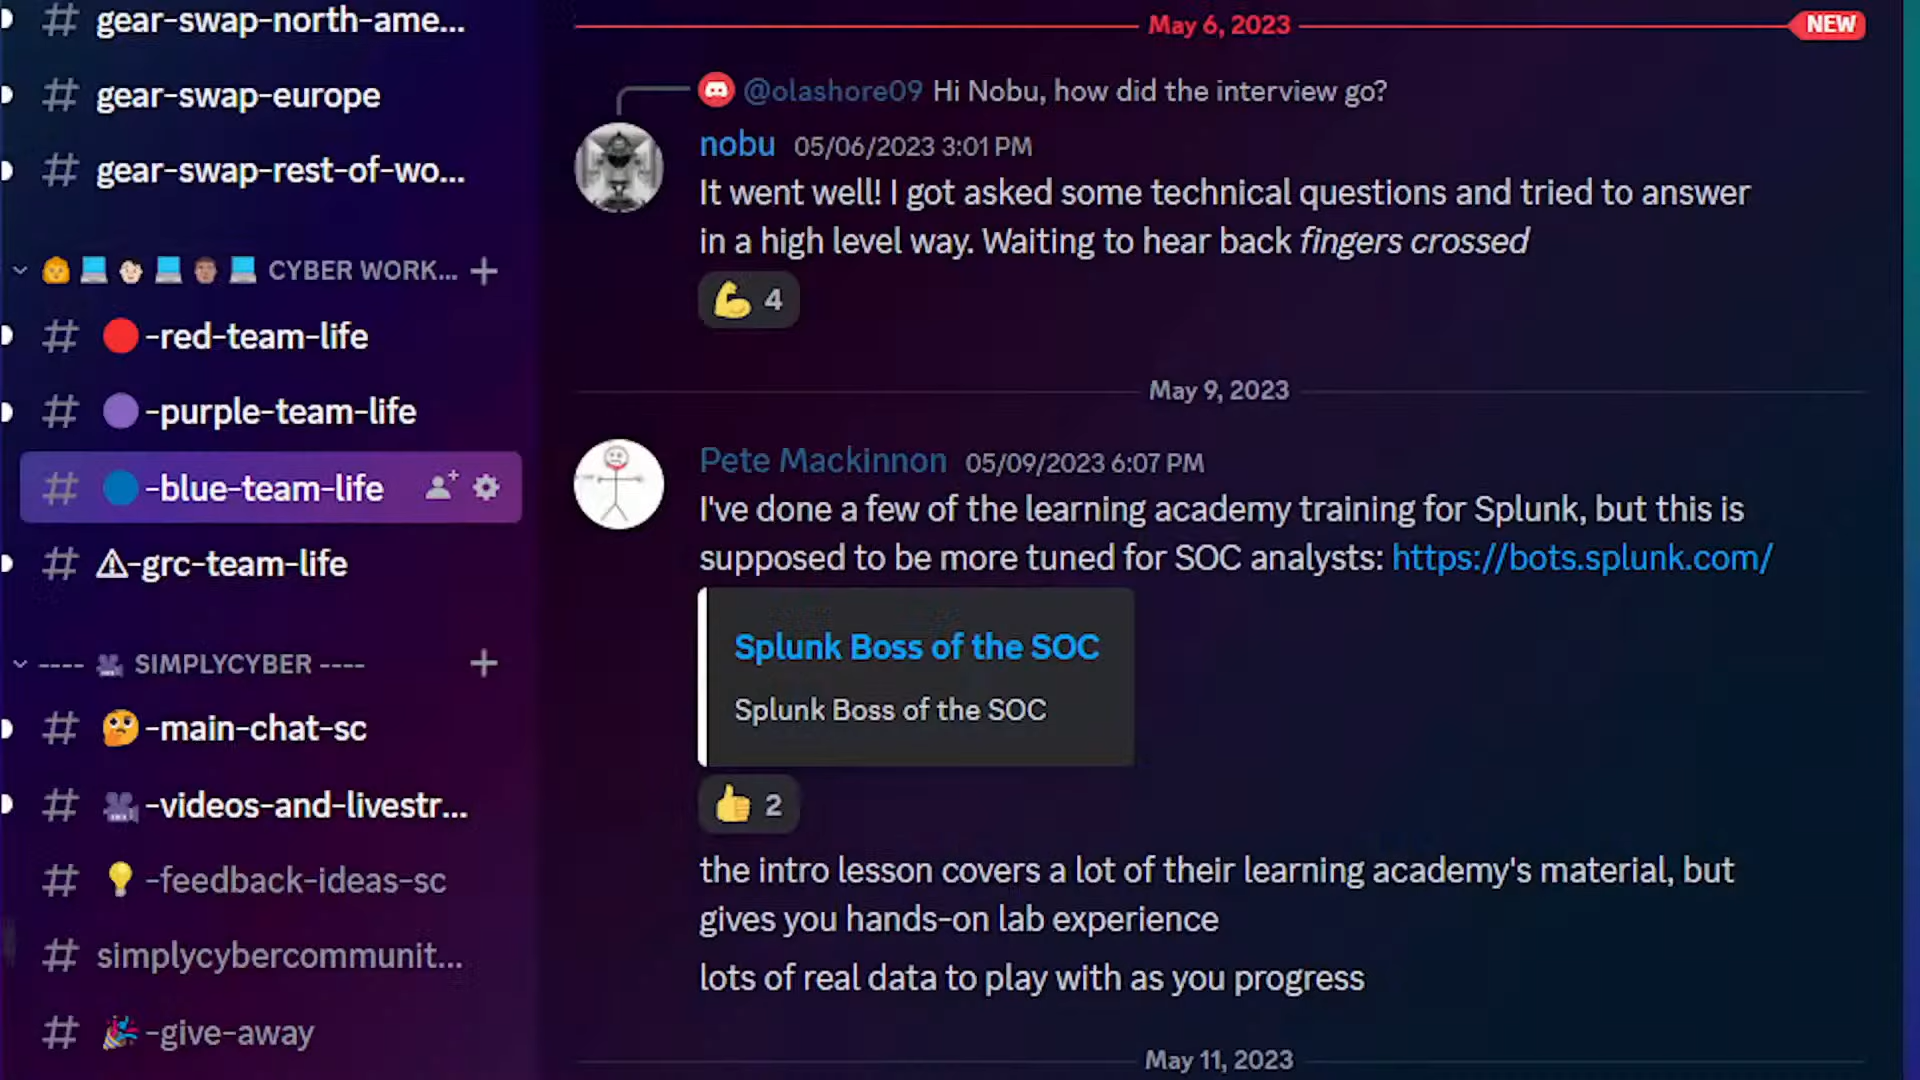 # gear-swap-north-ame...
# gear-swap-europe
# gear-swap-rest-of-wo...
CYBER WORK... +
# -red-team-life
# -purple-team-life
# -blue-team-life
# ⚠-grc-team-life
---- SIMPLYCYBER ---- +
# 🤔-main-chat-sc
# 🎥-videos-and-livestr...
# 💡-feedback-ideas-sc
# simplycybercommunit...
# 🎉-give-away
May 6, 2023
NEW
@olashore09 Hi Nobu, how did the interview go?
nobu 05/06/2023 3:01 PM
It went well! I got asked some technical questions and tried to answer
in a high level way. Waiting to hear back fingers crossed
💪 4
May 9, 2023
Pete Mackinnon 05/09/2023 6:07 PM
I've done a few of the learning academy training for Splunk, but this is
supposed to be more tuned for SOC analysts: https://bots.splunk.com/
Splunk Boss of the SOC
Splunk Boss of the SOC
👍 2
the intro lesson covers a lot of their learning academy's material, but
gives you hands-on lab experience
lots of real data to play with as you progress
May 11, 2023